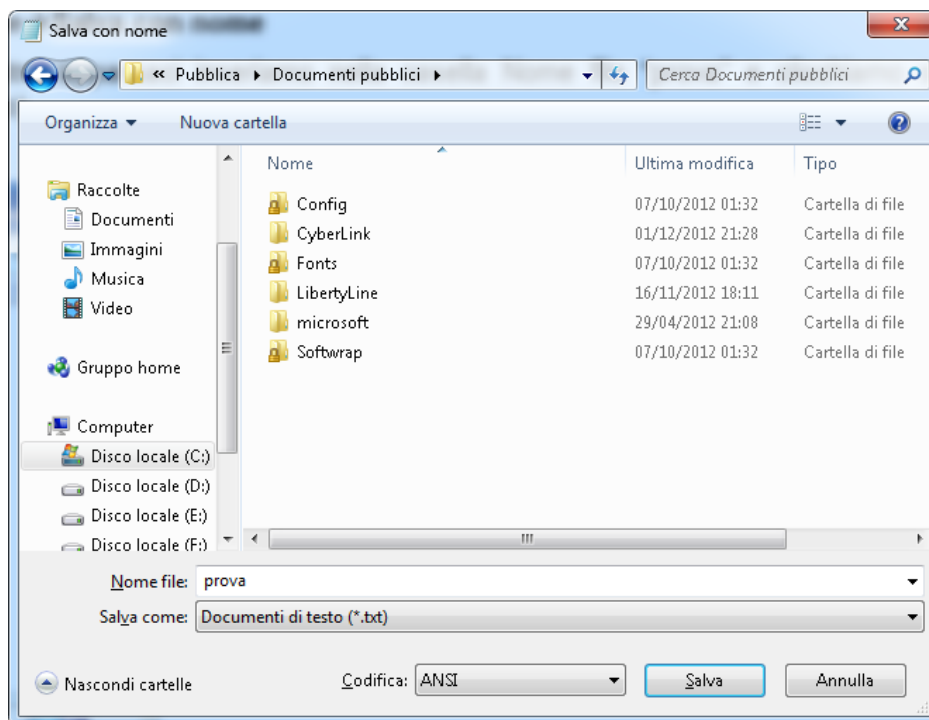 Salva con nome
« Pubblica ▸ Documenti pubblici ▸
Cerca Documenti pubblici
Organizza Nuova cartella
Nome Ultima modifica Tipo
Raccolte
Documenti
Immagini
Musica
Video
Gruppo home
Computer
Disco locale (C:)
Disco locale (D:)
Disco locale (E:)
Disco locale (F:)
Config 07/10/2012 01:32 Cartella di file
CyberLink 01/12/2012 21:28 Cartella di file
Fonts 07/10/2012 01:32 Cartella di file
LibertyLine 16/11/2012 18:11 Cartella di file
microsoft 29/04/2012 21:08 Cartella di file
Softwrap 07/10/2012 01:32 Cartella di file
Nome file: prova
Salva come: Documenti di testo (*.txt)
Nascondi cartelle
Codifica: ANSI
Salva
Annulla